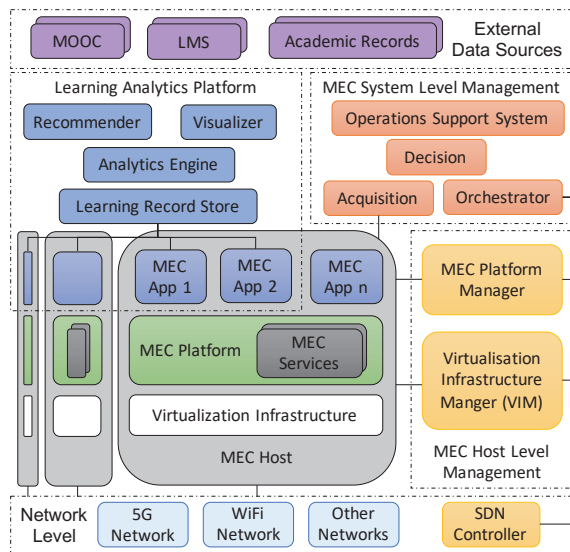 MOOC
LMS
Academic Records
External
Data Sources
Learning Analytics Platform
Recommender
Visualizer
Analytics Engine
Learning Record Store
MEC System Level Management
Operations Support System
Decision
Acquisition
Orchestrator
MEC
App 1
MEC
App 2
MEC
App n
MEC Platform
MEC
Services
Virtualization Infrastructure
MEC Host
MEC Platform
Manager
Virtualisation
Infrastructure
Manger (VIM)
MEC Host Level
Management
Network
Level
5G
Network
WiFi
Network
Other
Networks
SDN
Controller